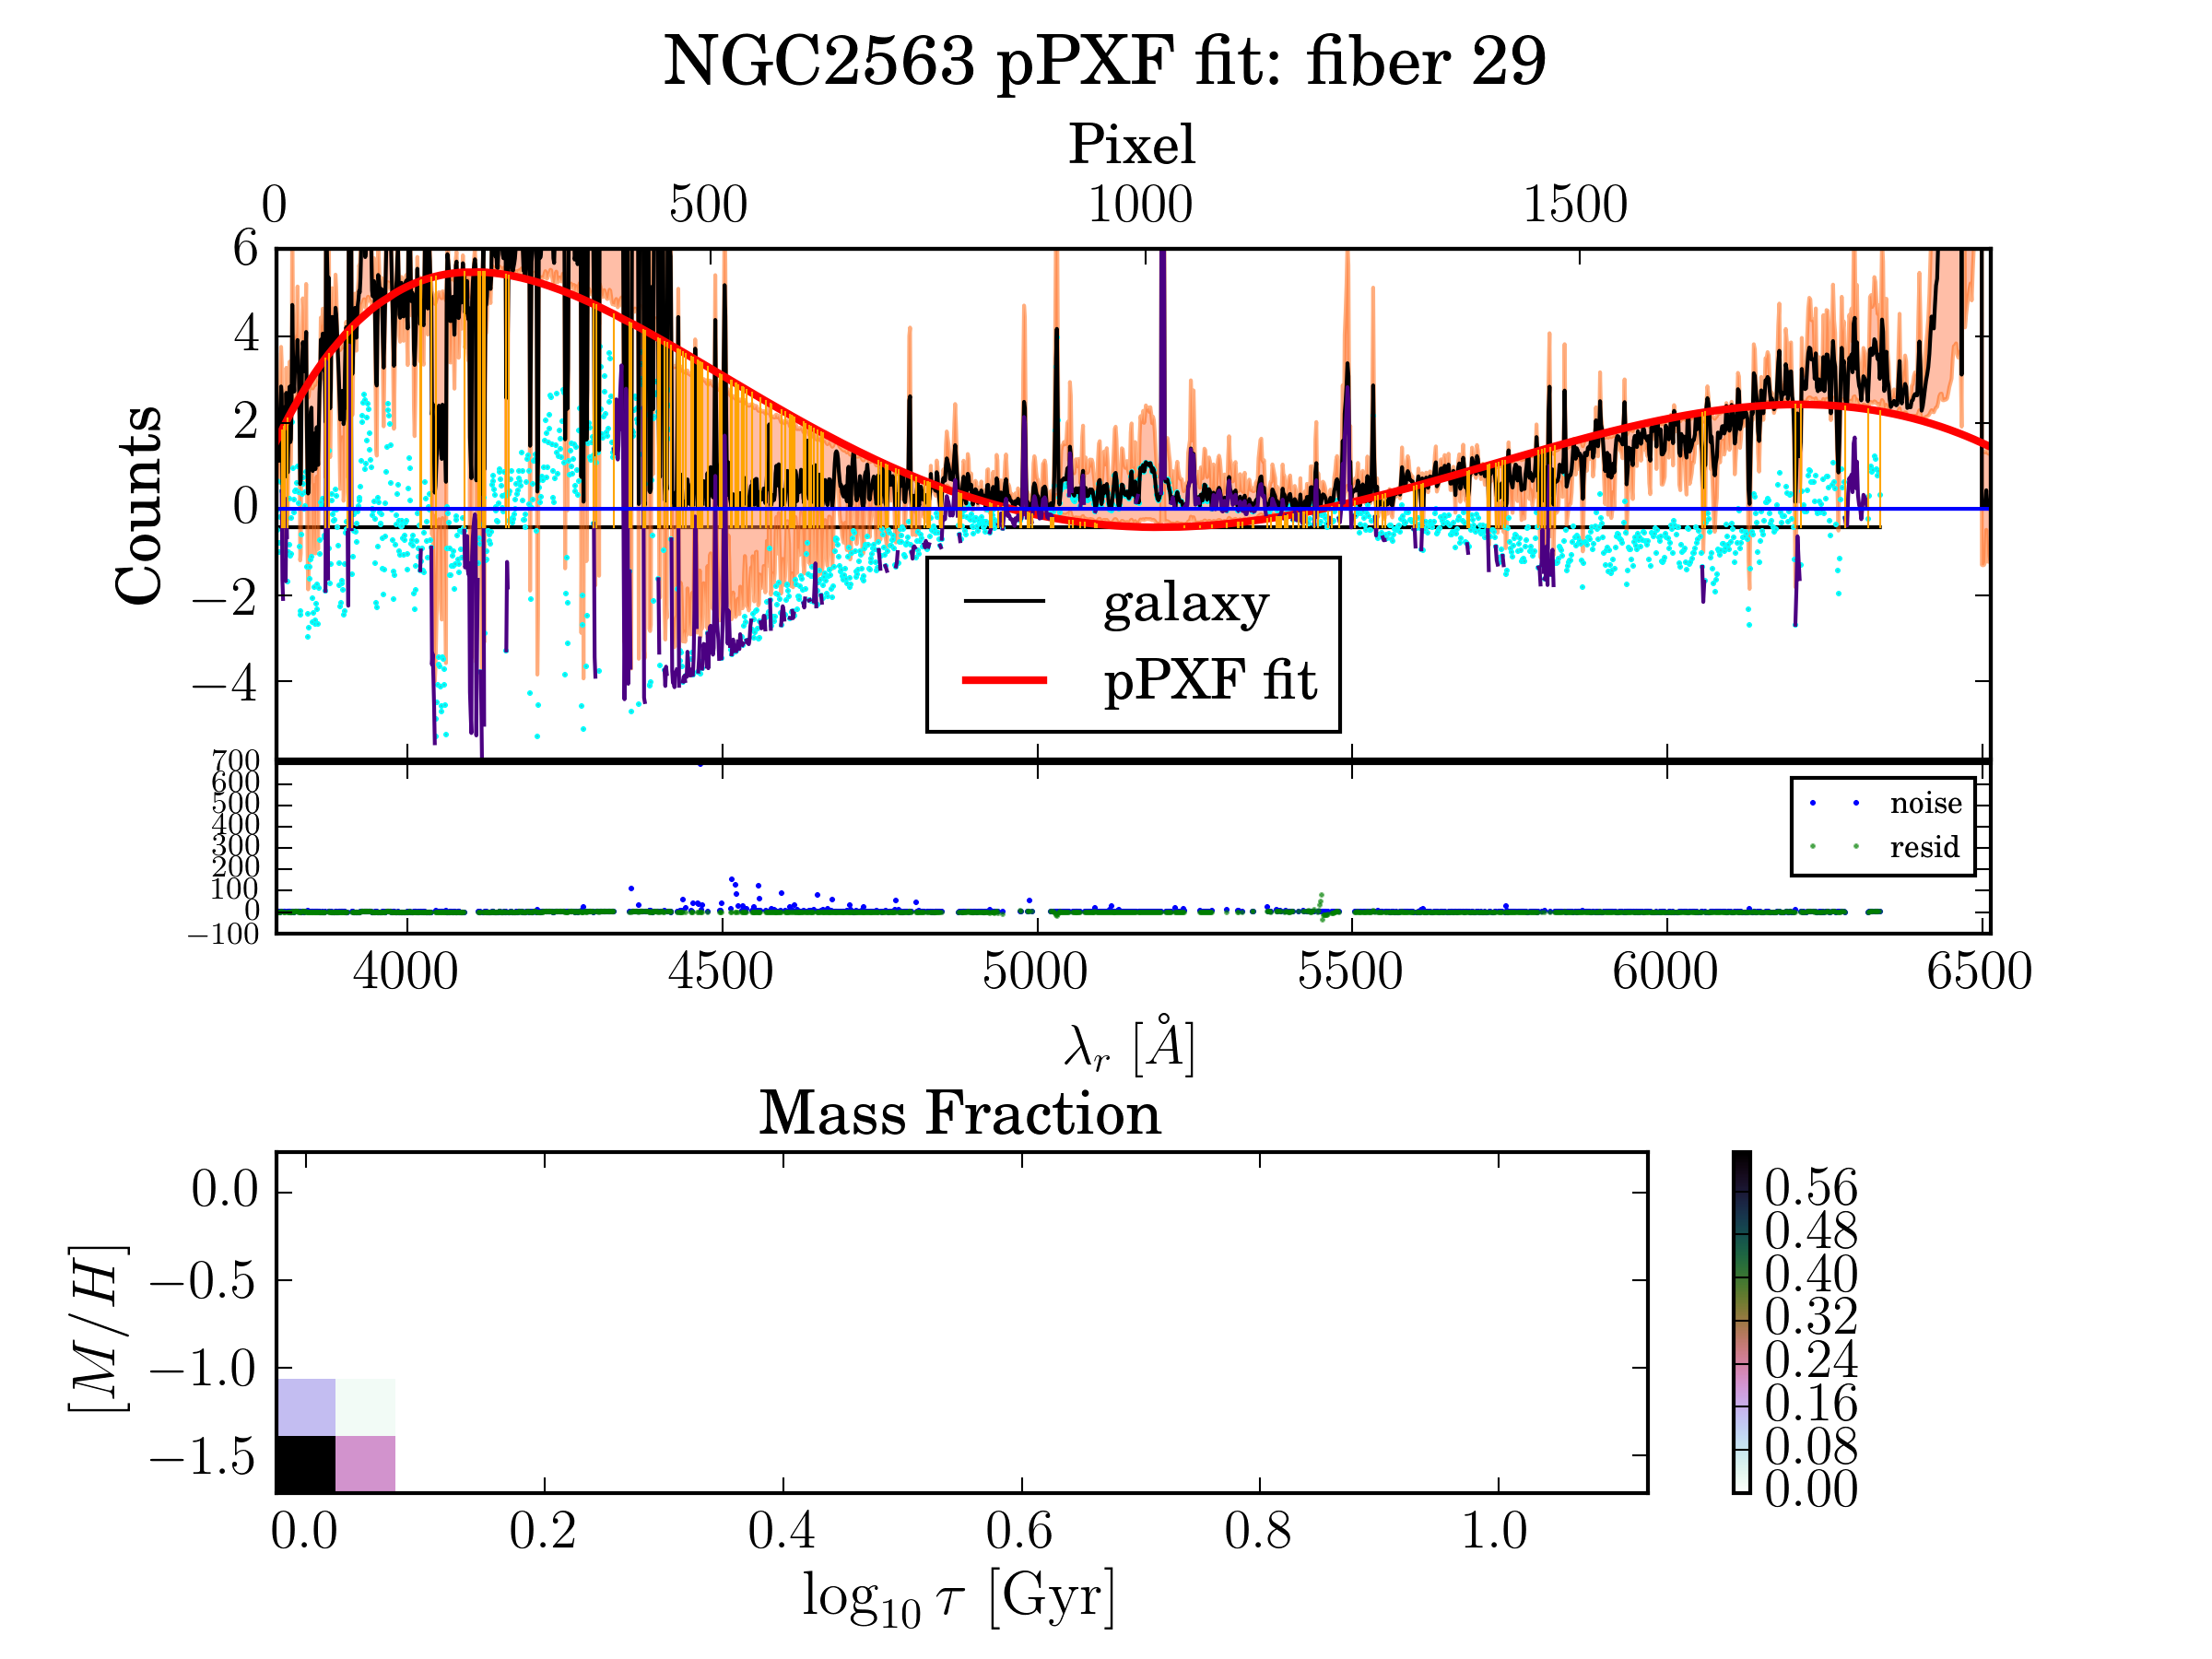 NGC2563 pPXF fit: fiber 29
Pixel
0 500 1000 1500
6
4
2
0
−2
−4
Counts
galaxy
pPXF fit
700
600
500
400
300
200
100
0
−100
noise
resid
4000 4500 5000 5500 6000 6500
λr [Å]
Mass Fraction
0.0
−0.5
−1.0
−1.5
[M/H]
0.56
0.48
0.40
0.32
0.24
0.16
0.08
0.00
0.0 0.2 0.4 0.6 0.8 1.0
log10 τ [Gyr]